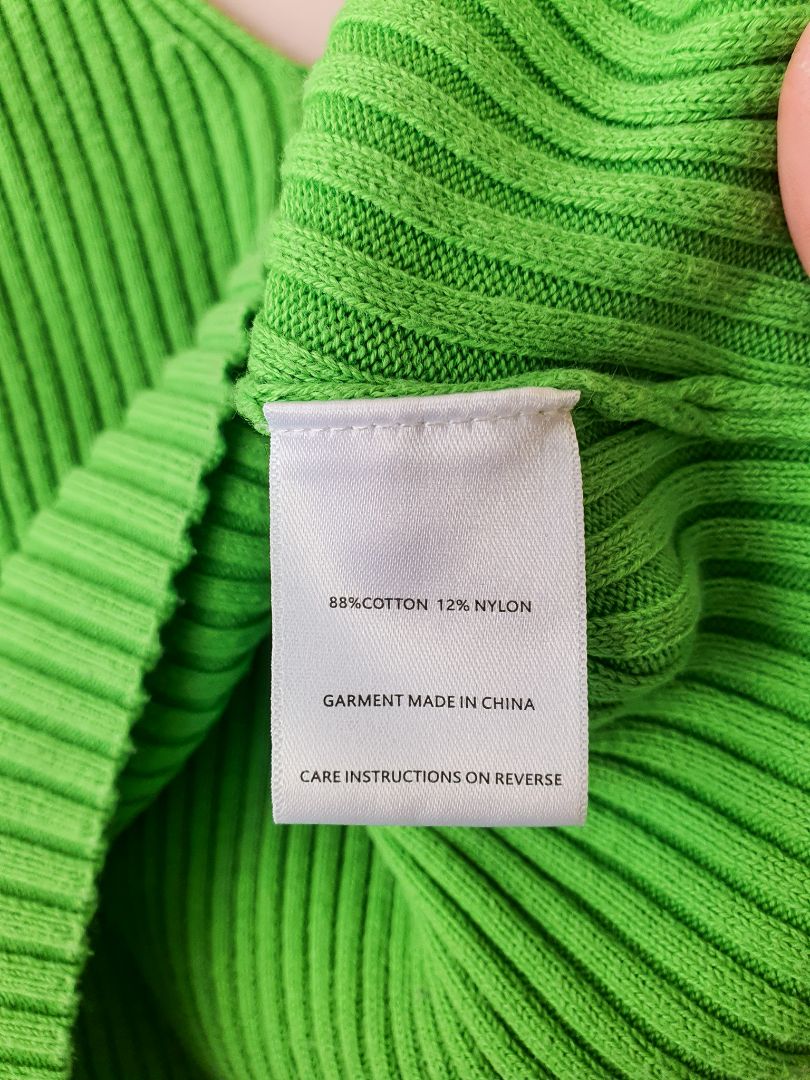 88%COTTON 12% NYLON
GARMENT MADE IN CHINA
CARE INSTRUCTIONS ON REVERSE